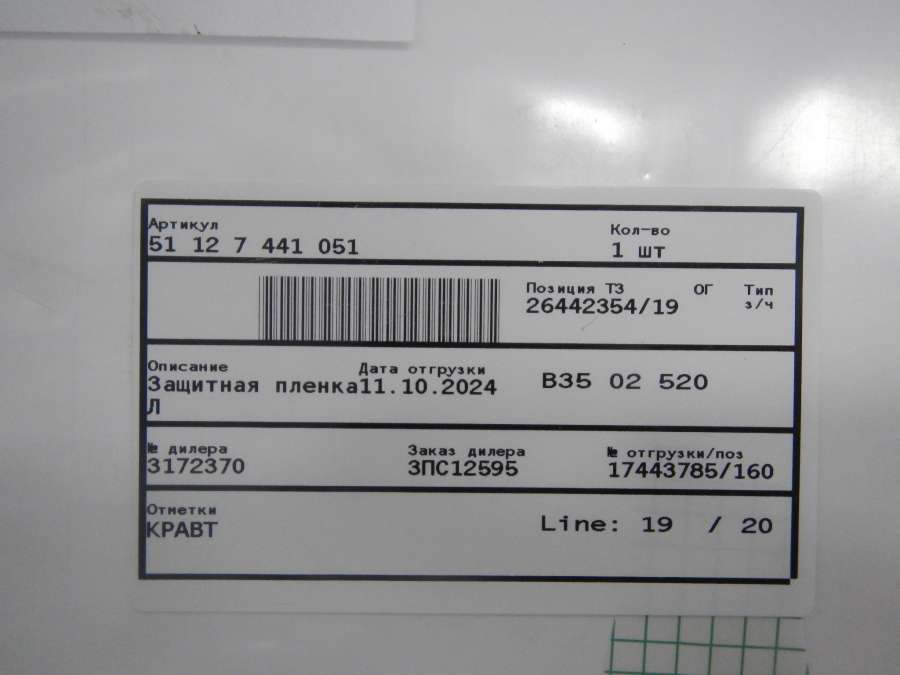 Артикул
51 12 7 441 051
Кол-во
1 шт
Позиция ТЗ
26442354/19
ОГ
Тип
з/ч
Описание
Защитная пленка
Л
Дата отгрузки
11.10.2024
B35 02 520
№ дилера
3172370
Заказ дилера
ЗПС12595
№ отгрузки/поз
17443785/160
Отметки
КРАВТ
Line: 19 / 20